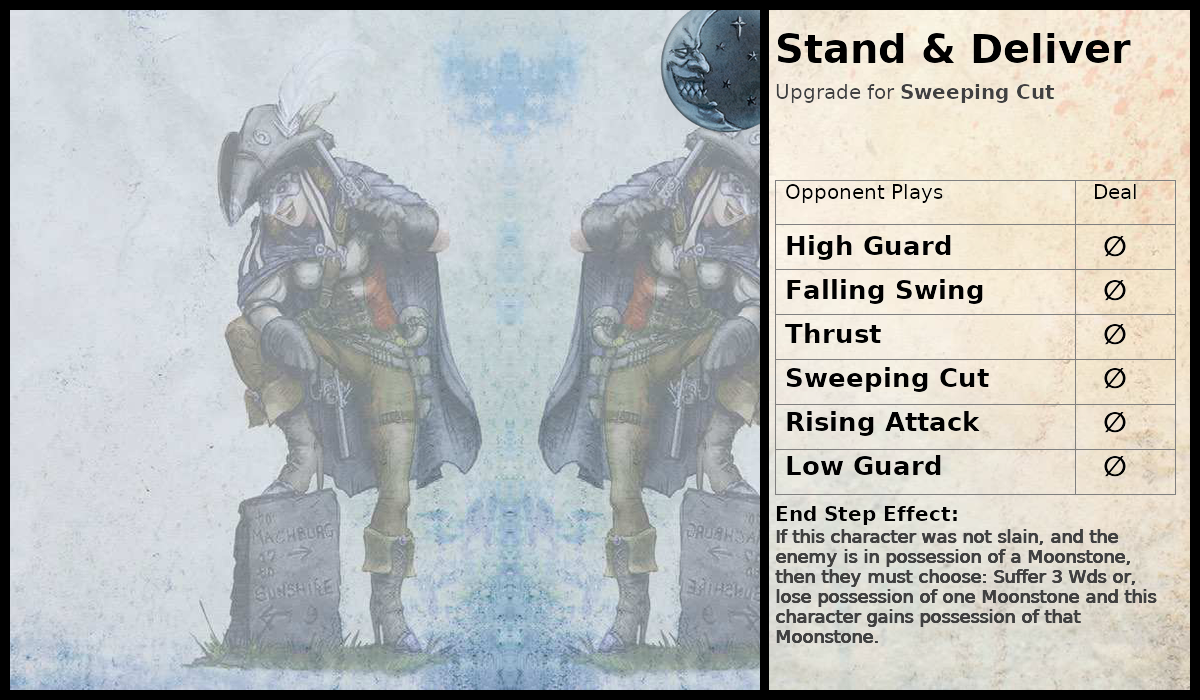 Stand & Deliver
Upgrade for Sweeping Cut
Opponent Plays Deal
High Guard ∅
Falling Swing ∅
Thrust ∅
Sweeping Cut ∅
Rising Attack ∅
Low Guard ∅
End Step Effect:
If this character was not slain, and the
enemy is in possession of a Moonstone,
then they must choose: Suffer 3 Wds or,
lose possession of one Moonstone and this
character gains possession of that
Moonstone.
SUNSHINE